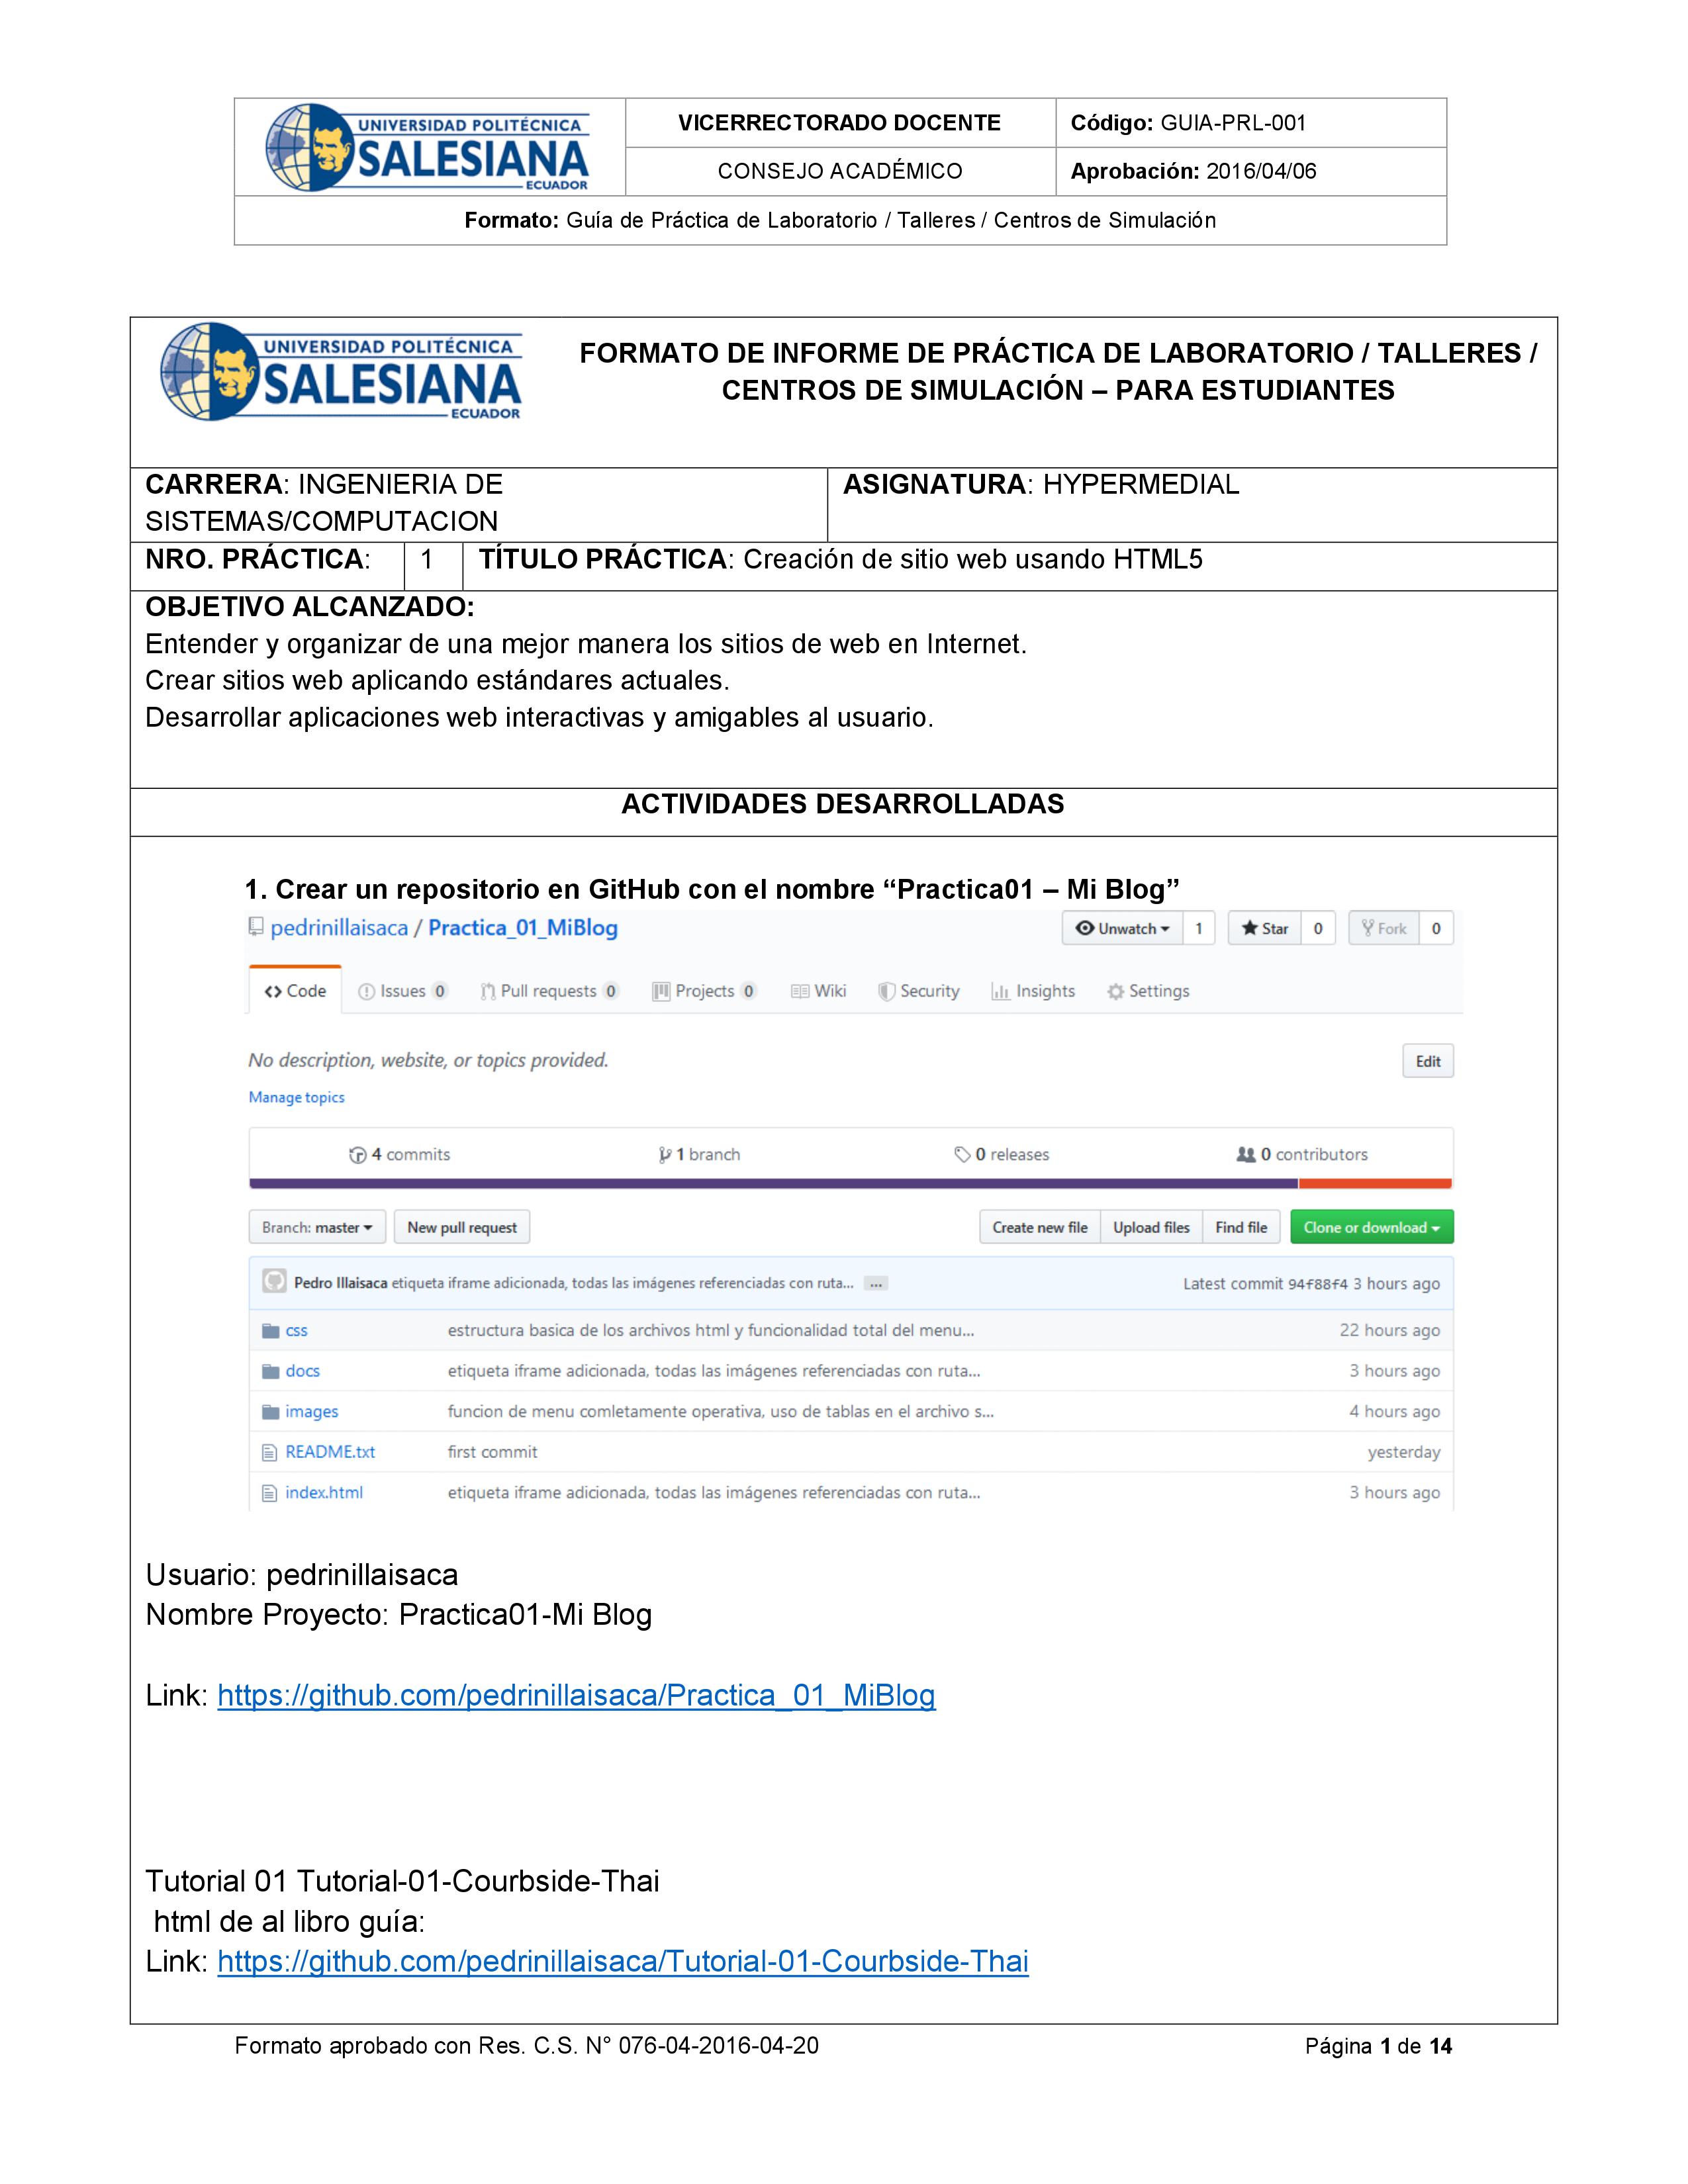 UNIVERSIDAD POLITÉCNICA
SALESIANA
ECUADOR
VICERRECTORADO DOCENTE
Código: GUIA-PRL-001
CONSEJO ACADÉMICO
Aprobación: 2016/04/06
Formato: Guía de Práctica de Laboratorio / Talleres / Centros de Simulación
UNIVERSIDAD POLITÉCNICA
SALESIANA
ECUADOR
FORMATO DE INFORME DE PRÁCTICA DE LABORATORIO / TALLERES /
CENTROS DE SIMULACIÓN – PARA ESTUDIANTES
CARRERA: INGENIERIA DE
SISTEMAS/COMPUTACION
ASIGNATURA: HYPERMEDIAL
NRO. PRÁCTICA: 1 TÍTULO PRÁCTICA: Creación de sitio web usando HTML5
OBJETIVO ALCANZADO:
Entender y organizar de una mejor manera los sitios de web en Internet.
Crear sitios web aplicando estándares actuales.
Desarrollar aplicaciones web interactivas y amigables al usuario.
ACTIVIDADES DESARROLLADAS
1. Crear un repositorio en GitHub con el nombre “Practica01 – Mi Blog”
pedrinillaisaca / Practica_01_MiBlog
Unwatch 1 Star 0 Fork 0
Code Issues 0 Pull requests 0 Projects 0 Wiki Security Insights Settings
No description, website, or topics provided.
Edit
Manage topics
4 commits 1 branch 0 releases 0 contributors
Branch: master New pull request Create new file Upload files Find file Clone or download
Pedro Illaisaca etiqueta iframe adicionada, todas las imágenes referenciadas con ruta... ... Latest commit 94f88f4 3 hours ago
css estructura basica de los archivos html y funcionalidad total del menu... 22 hours ago
docs etiqueta iframe adicionada, todas las imágenes referenciadas con ruta... 3 hours ago
images funcion de menu comletamente operativa, uso de tablas en el archivo s... 4 hours ago
README.txt first commit yesterday
index.html etiqueta iframe adicionada, todas las imágenes referenciadas con ruta... 3 hours ago
Usuario: pedrinillaisaca
Nombre Proyecto: Practica01-Mi Blog
Link: https://github.com/pedrinillaisaca/Practica_01_MiBlog
Tutorial 01 Tutorial-01-Courbside-Thai
html de al libro guía:
Link: https://github.com/pedrinillaisaca/Tutorial-01-Courbside-Thai
Formato aprobado con Res. C.S. N° 076-04-2016-04-20
Página 1 de 14